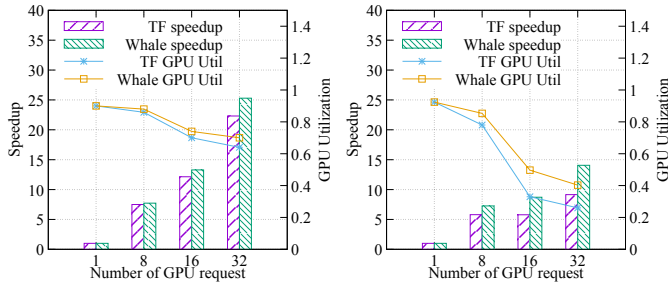 40
35
30
25
20
15
10
5
0
Speedup
TF speedup
Whale speedup
TF GPU Util
Whale GPU Util
1.4
1.2
1
0.8
0.6
0.4
0.2
0
GPU Utilization
1 8 16 32
Number of GPU request
40
35
30
25
20
15
10
5
0
Speedup
TF speedup
Whale speedup
TF GPU Util
Whale GPU Util
1.4
1.2
1
0.8
0.6
0.4
0.2
0
GPU Utilization
1 8 16 32
Number of GPU request